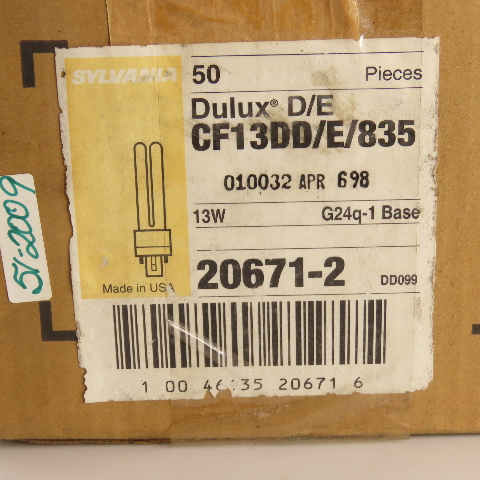 SYLVANIA
50 Pieces
Dulux® D/E
CF13DD/E/835
010032 APR 698
13W G24q-1 Base
20671-2 DD099
Made in USA
1 00 46135 20671 6
51-2009